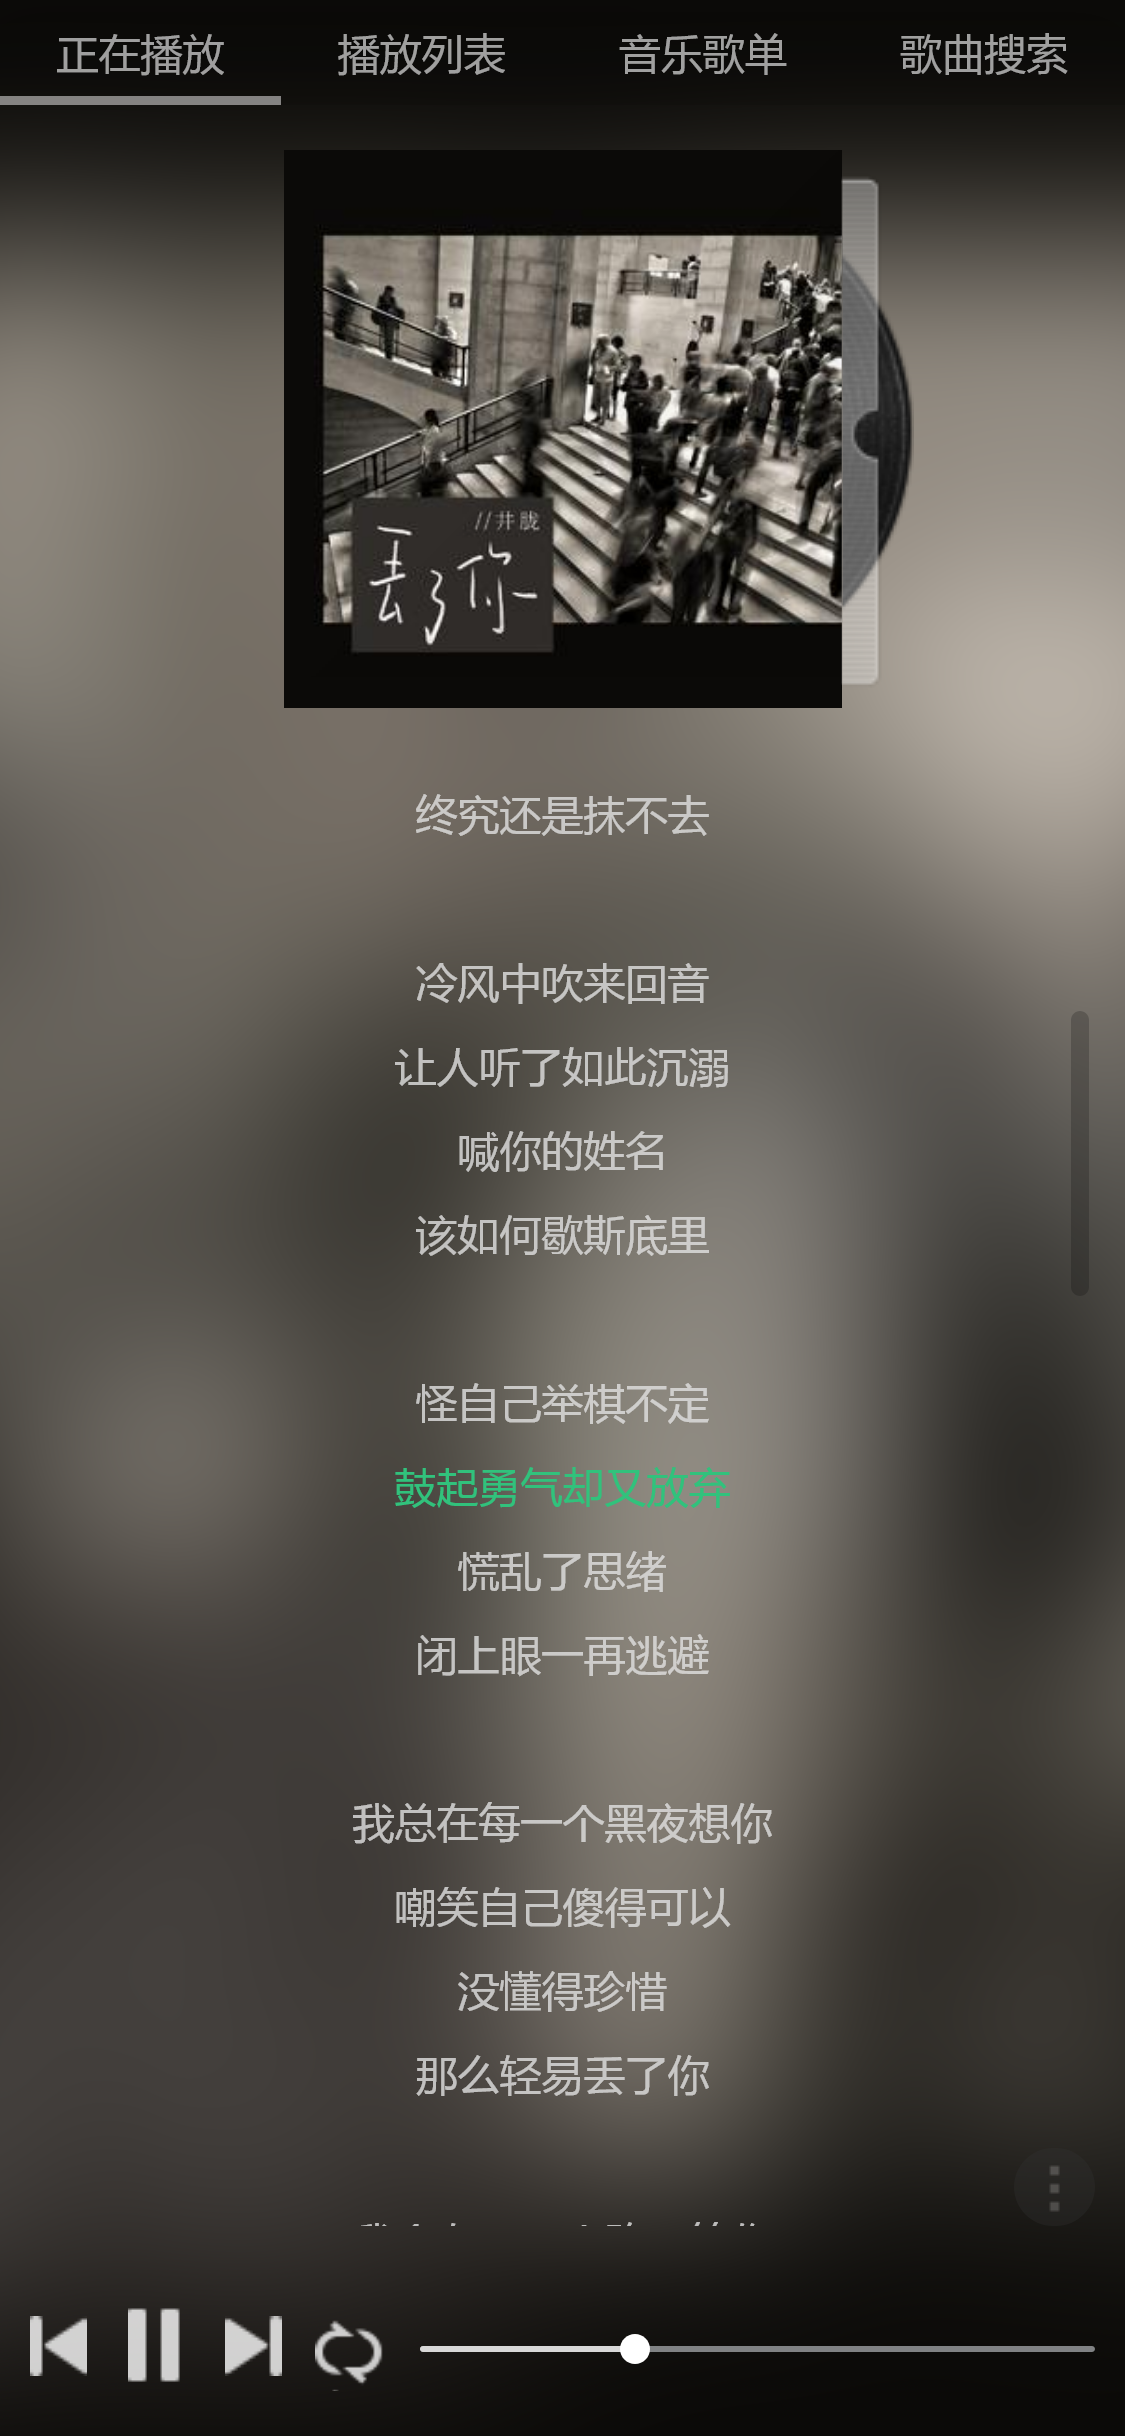 正在播放 播放列表 音乐歌单 歌曲搜索
//井胧
丢了你
终究还是抹不去
冷风中吹来回音
让人听了如此沉溺
喊你的姓名
该如何歇斯底里
怪自己举棋不定
鼓起勇气却又放弃
慌乱了思绪
闭上眼一再逃避
我总在每一个黑夜想你
嘲笑自己傻得可以
没懂得珍惜
那么轻易丢了你